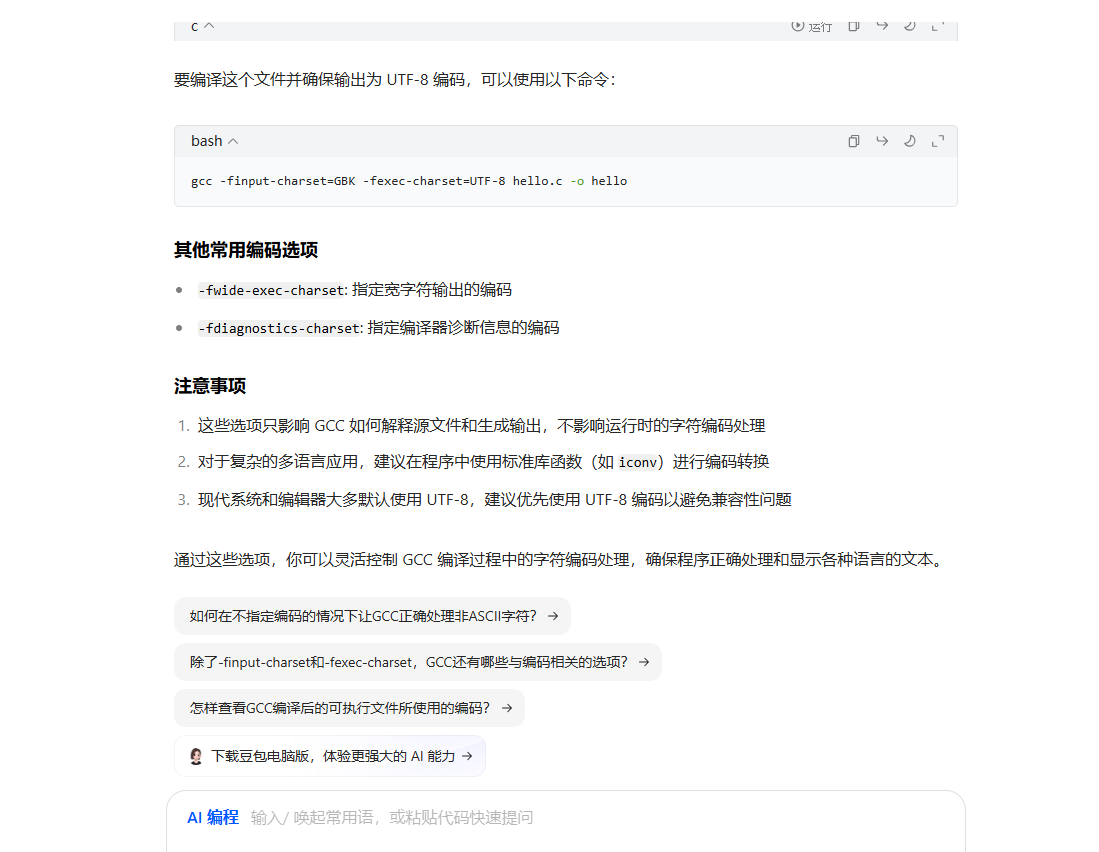 c
运行
要编译这个文件并确保输出为 UTF-8 编码，可以使用以下命令：
bash
gcc -finput-charset=GBK -fexec-charset=UTF-8 hello.c -o hello
其他常用编码选项
-fwide-exec-charset: 指定宽字符输出的编码
-fdiagnostics-charset: 指定编译器诊断信息的编码
注意事项
1. 这些选项只影响 GCC 如何解释源文件和生成输出，不影响运行时的字符编码处理
2. 对于复杂的多语言应用，建议在程序中使用标准库函数（如 iconv）进行编码转换
3. 现代系统和编辑器大多默认使用 UTF-8，建议优先使用 UTF-8 编码以避免兼容性问题
通过这些选项，你可以灵活控制 GCC 编译过程中的字符编码处理，确保程序正确处理和显示各种语言的文本。
如何在不指定编码的情况下让GCC正确处理非ASCII字符？ →
除了-finput-charset和-fexec-charset，GCC还有哪些与编码相关的选项？ →
怎样查看GCC编译后的可执行文件所使用的编码？ →
下载豆包电脑版，体验更强大的 AI 能力 →
AI 编程 输入/ 唤起常用语，或粘贴代码快速提问